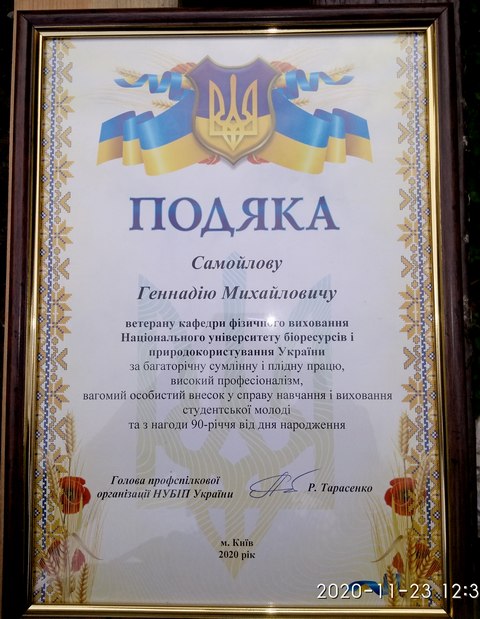 ПОДЯКА
Самойлову
Геннадію Михайловичу
ветерану кафедри фізичного виховання
Національного університету біоресурсів і
природокористування України
за багаторічну сумлінну і плідну працю,
високий професіоналізм,
вагомий особистий внесок у справу навчання і виховання
студентської молоді
та з нагоди 90-річчя від дня народження
Голова профспілкової
організації НУБІП України Р. Тарасенко
м. Київ
2020 рік
2020-11-23 12:3